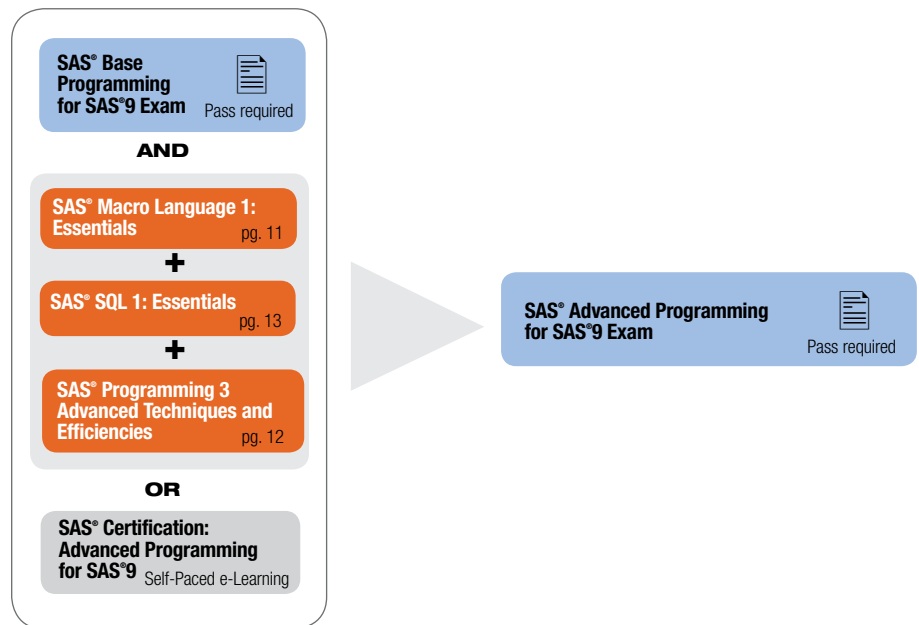 SAS® Base
Programming
for SAS®9 Exam
Pass required
AND
SAS® Macro Language 1:
Essentials
pg. 11
+
SAS® SQL 1: Essentials
pg. 13
+
SAS® Programming 3
Advanced Techniques and
Efficiencies
pg. 12
OR
SAS® Certification:
Advanced Programming
for SAS®9
Self-Paced e-Learning
SAS® Advanced Programming
for SAS®9 Exam
Pass required